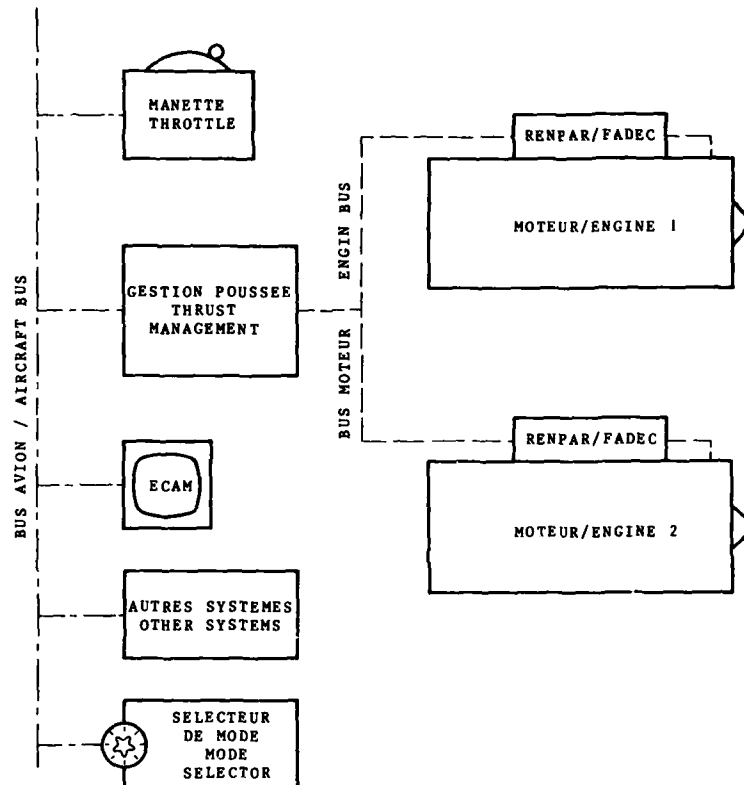 MANETTE
THROTTLE
RENPAR/FADEC
MOTEUR/ENGINE 1
GESTION POUSSEE
THRUST
MANAGEMENT
BUS MOTEUR ENGIN BUS
BUS AVION / AIRCRAFT BUS
ECAM
RENPAR/FADEC
MOTEUR/ENGINE 2
AUTRES SYSTEMES
OTHER SYSTEMS
SELECTEUR
DE MODE
MODE
SELECTOR